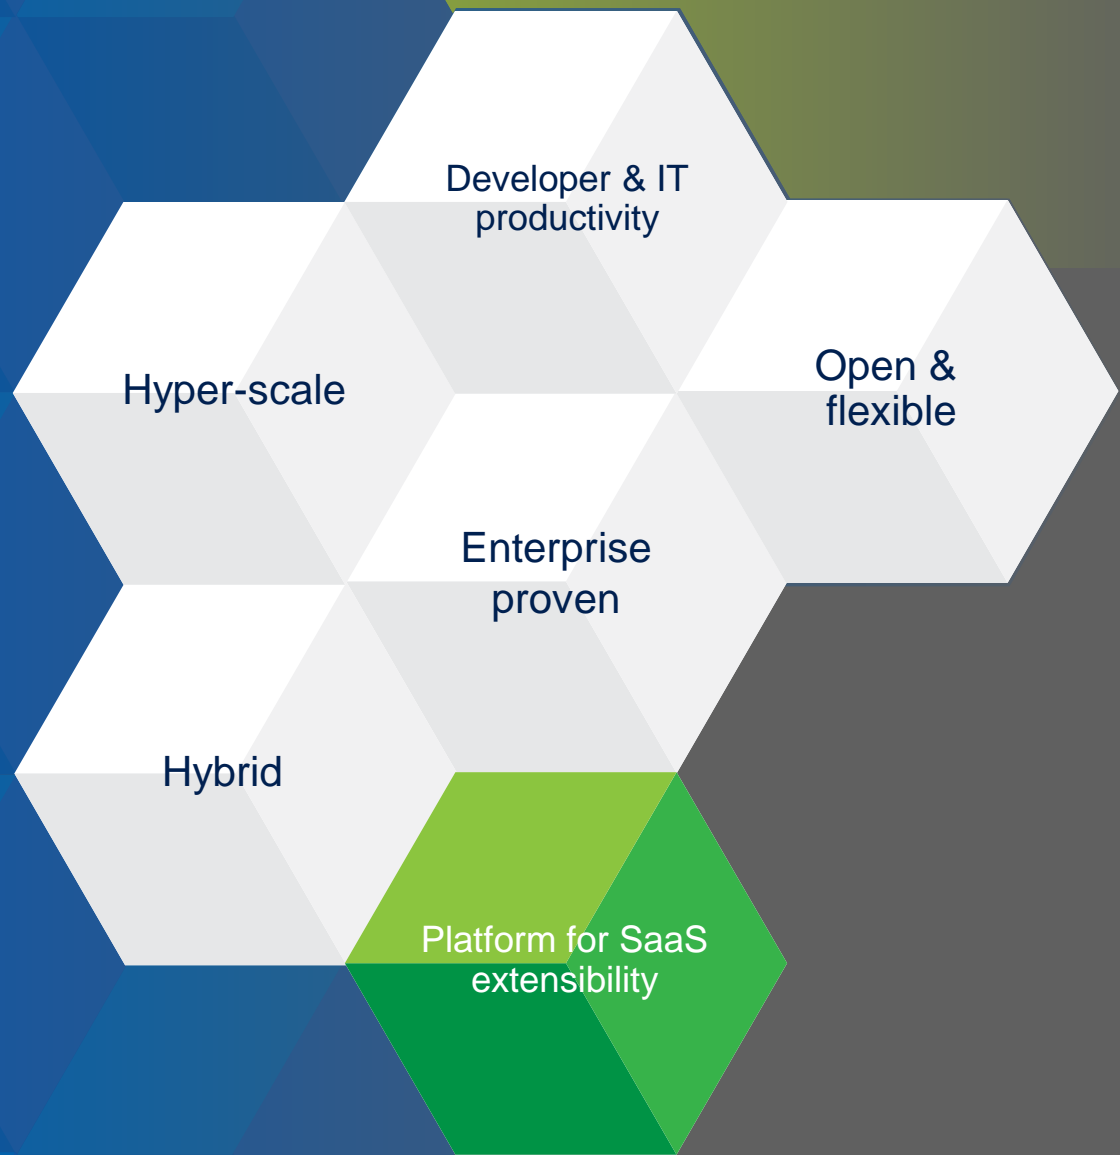 Developer & IT
productivity
Open &
flexible
Hyper-scale
Enterprise
proven
Hybrid
Platform for SaaS
extensibility